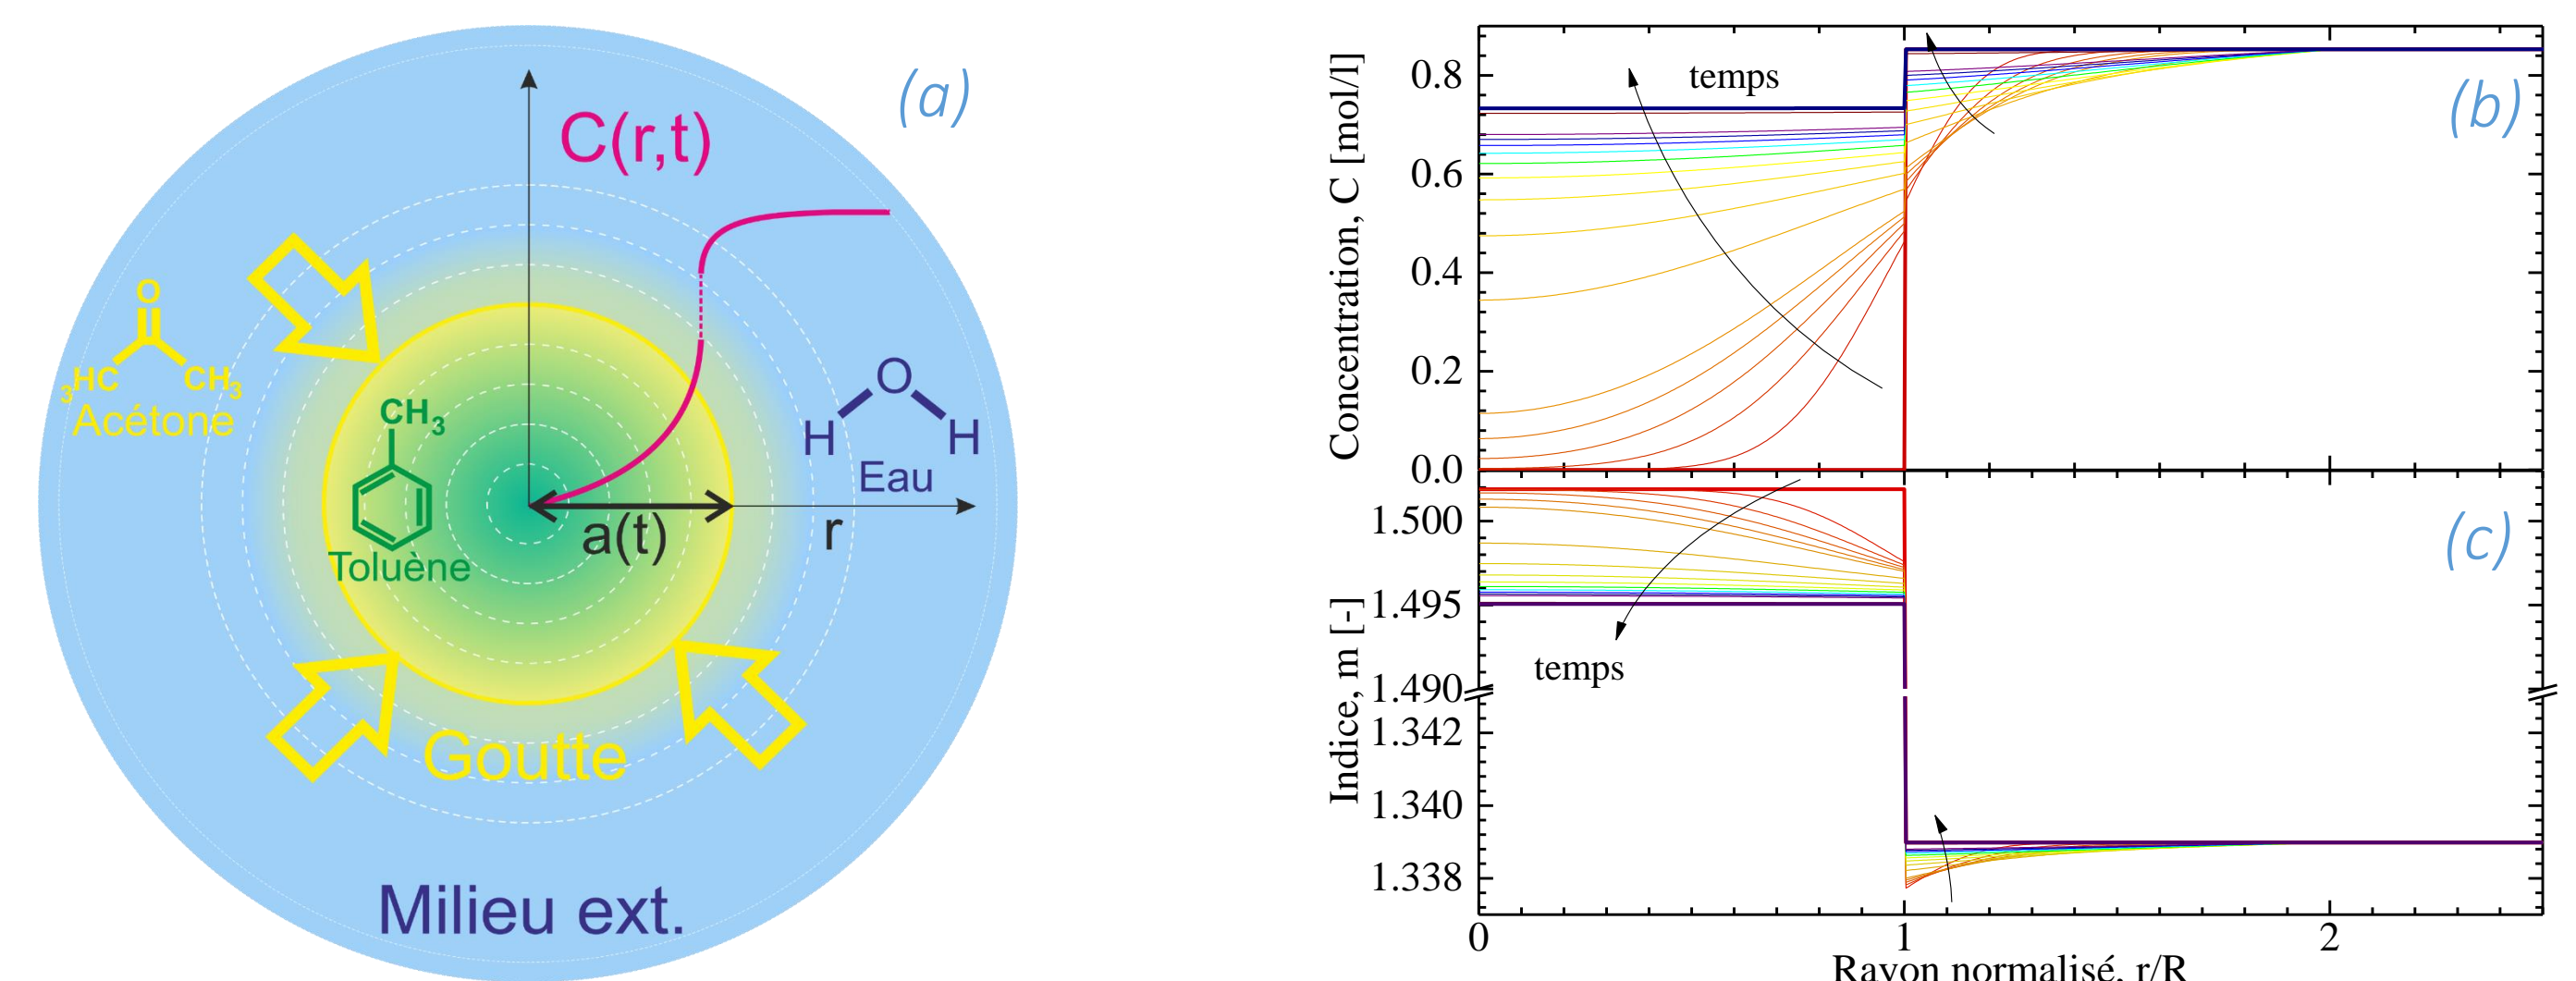 (a)
C(r,t)
O
3HC
CH3
Acétone
CH3
Toluène
a(t)
r
O
H
H
Eau
Goutte
Milieu ext.
(b)
temps
Concentration, C [mol/l]
0.8
0.6
0.4
0.2
0.0
(c)
temps
Indice, m [-]
1.500
1.495
1.490
1.342
1.340
1.338
0
1
2
Rayon normalisé, r/R